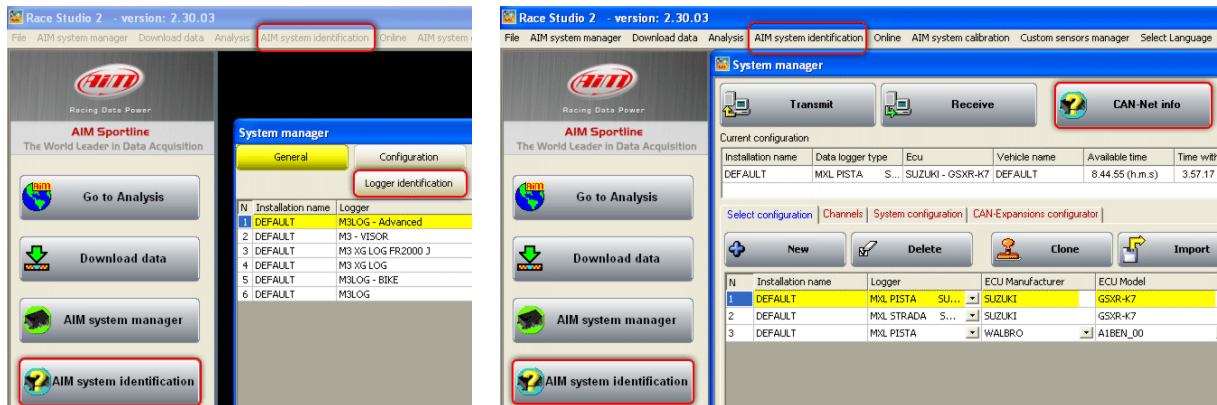 Race Studio 2 - version: 2.30.03
File AIM system manager Download data Analysis AIM system identification Online AIM system
AiM
Racing Data Power
AIM Sportline
The World Leader in Data Acquisition
Go to Analysis
Download data
AIM system manager
AIM system identification
System manager
General Configuration
Logger identification
N Installation name Logger
1 DEFAULT M3LOG - Advanced
2 DEFAULT M3 - VISOR
3 DEFAULT M3 XG LOG FR2000 J
4 DEFAULT M3 XG LOG
5 DEFAULT M3LOG - BIKE
6 DEFAULT M3LOG
Race Studio 2 - version: 2.30.03
File AIM system manager Download data Analysis AIM system identification Online AIM system calibration Custom sensors manager Select Language
AiM
Racing Data Power
AIM Sportline
The World Leader in Data Acquisition
Go to Analysis
Download data
AIM system manager
AIM system identification
System manager
Transmit Receive CAN-Net info
Current configuration
Installation name Data logger type Ecu Vehicle name Available time Time with
DEFAULT MXL PISTA S... SUZUKI - GSXR-K7 DEFAULT 8.44.55 (h.m.s) 3.57.17
Select configuration Channels System configuration CAN-Expansions configurator
New Delete Clone Import
N Installation name Logger ECU Manufacturer ECU Model
1 DEFAULT MXL PISTA SU... SUZUKI GSXR-K7
2 DEFAULT MXL STRADA S... SUZUKI GSXR-K7
3 DEFAULT MXL PISTA WALBRO A1BEN_00